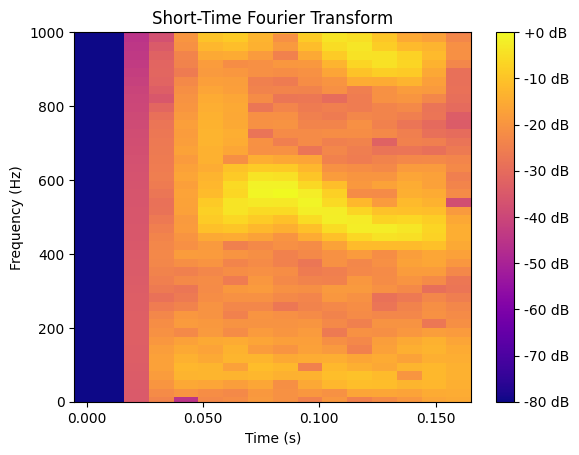 Short-Time Fourier Transform
Frequency (Hz)
1000
800
600
400
200
0
0.000
0.050
0.100
0.150
Time (s)
+0 dB
-10 dB
-20 dB
-30 dB
-40 dB
-50 dB
-60 dB
-70 dB
-80 dB